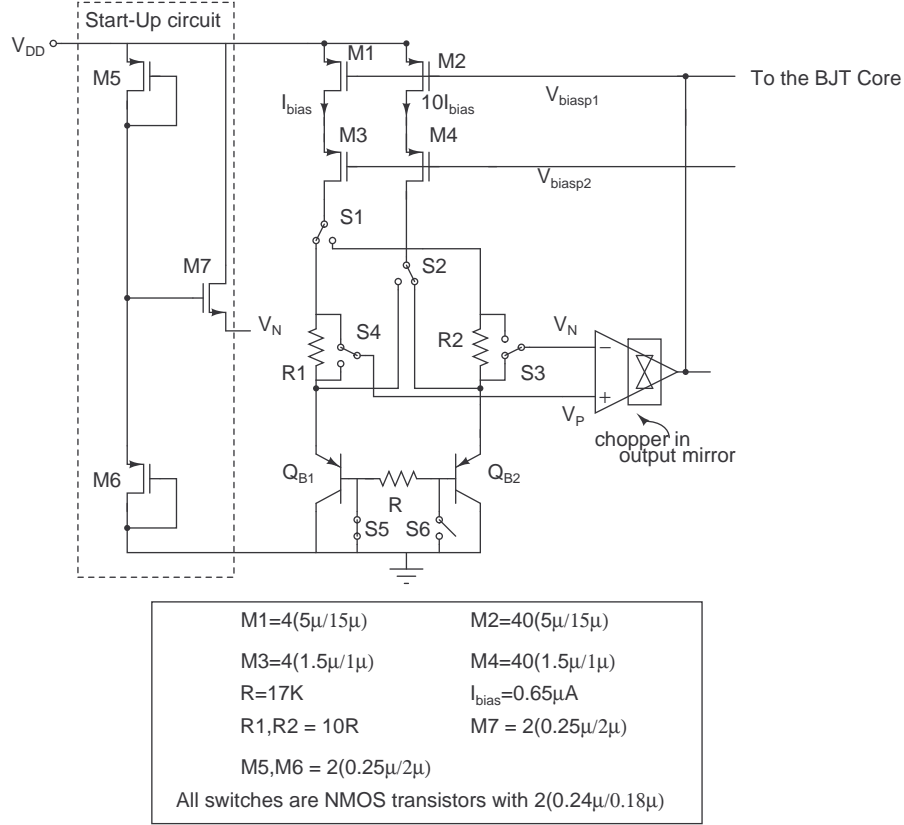 Start-Up circuit
V_DD
M5
M1
M2
To the BJT Core
V_biasp1
I_bias
10I_bias
M3
M4
V_biasp2
S1
S2
M7
V_N
S4
R1
R2
S3
V_N
V_P
−
+
chopper in
output mirror
M6
Q_B1
Q_B2
R
S5
S6
M1=4(5µ/15µ) M2=40(5µ/15µ)
M3=4(1.5µ/1µ) M4=40(1.5µ/1µ)
R=17K I_bias=0.65µA
R1,R2 = 10R M7 = 2(0.25µ/2µ)
M5,M6 = 2(0.25µ/2µ)
All switches are NMOS transistors with 2(0.24µ/0.18µ)